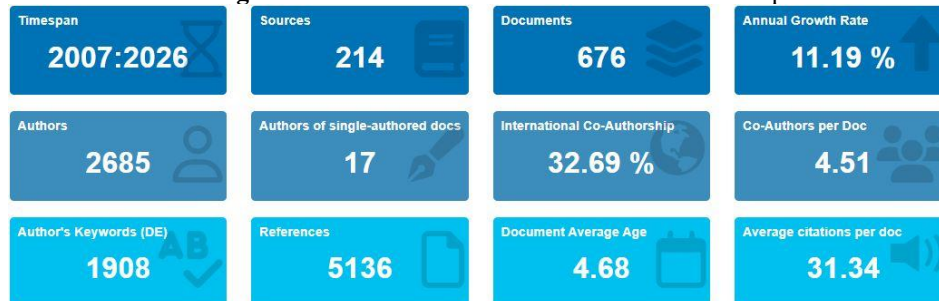 Timespan
2007:2026
Sources
214
Documents
676
Annual Growth Rate
11.19 %
Authors
2685
Authors of single-authored docs
17
International Co-Authorship
32.69 %
Co-Authors per Doc
4.51
Author's Keywords (DE)
1908
References
5136
Document Average Age
4.68
Average citations per doc
31.34